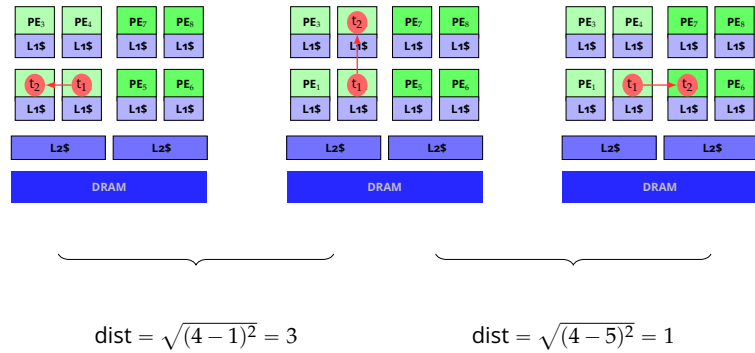 PE₃ PE₄ PE₇ PE₈ PE₃ t₂ PE₇ PE₈ PE₃ PE₄ PE₇ PE₈
L1$ L1$ L1$ L1$ L1$ L1$ L1$ L1$ L1$ L1$ L1$ L1$
t₂ t₁ PE₅ PE₆ PE₁ t₁ PE₅ PE₆ PE₁ t₁ t₂ PE₆
L1$ L1$ L1$ L1$ L1$ L1$ L1$ L1$ L1$ L1$ L1$ L1$
L2$ L2$ L2$ L2$ L2$ L2$
DRAM DRAM DRAM
dist = √(4 − 1)² = 3 dist = √(4 − 5)² = 1